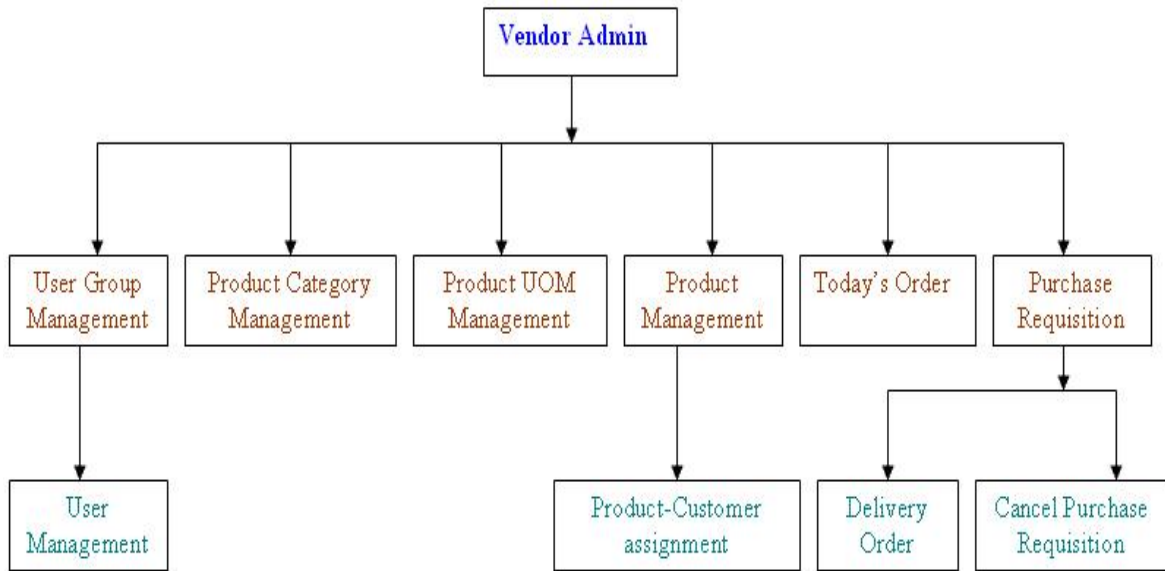 Vendor Admin
User Group
Management
Product Category
Management
Product UOM
Management
Product
Management
Today's Order
Purchase
Requisition
User
Management
Product-Customer
assignment
Delivery
Order
Cancel Purchase
Requisition